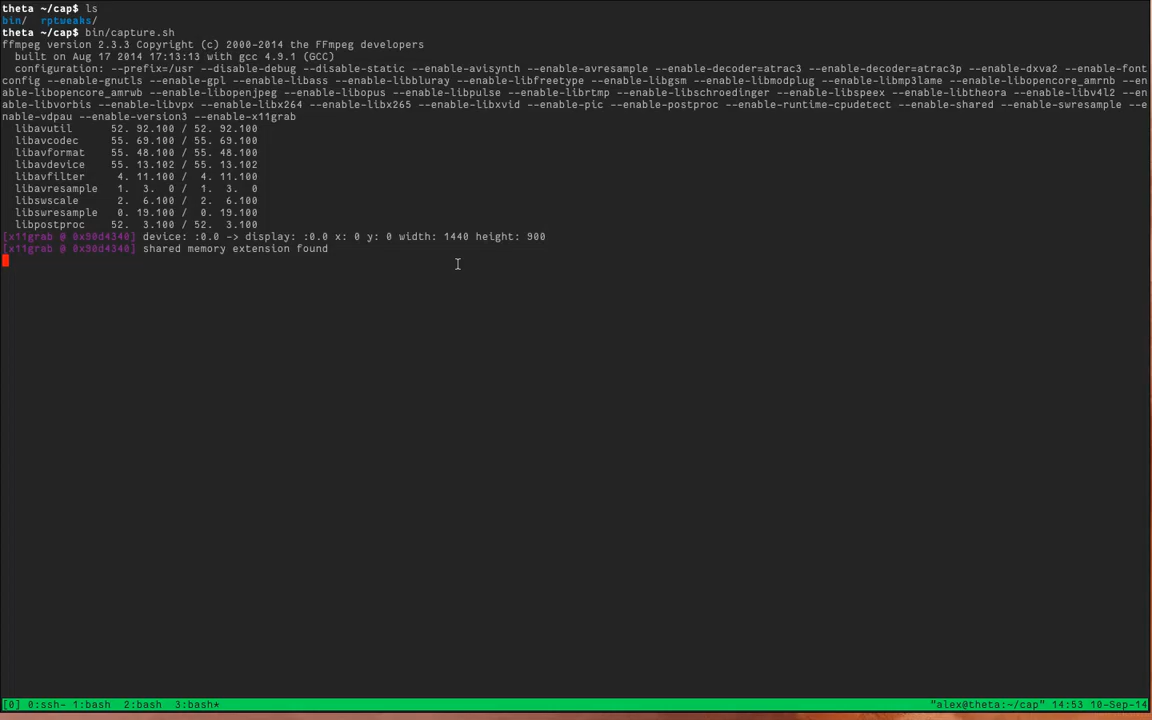 theta ~/cap$ ls
bin/  rptweaks/
theta ~/cap$ bin/capture.sh
ffmpeg version 2.3.3 Copyright (c) 2000-2014 the FFmpeg developers
  built on Aug 17 2014 17:13:13 with gcc 4.9.1 (GCC)
  configuration: --prefix=/usr --disable-debug --disable-static --enable-avisynth --enable-avresample --enable-decoder=atrac3 --enable-decoder=atrac3p --enable-dxva2 --enable-font
config --enable-gnutls --enable-gpl --enable-libass --enable-libbluray --enable-libfreetype --enable-libgsm --enable-libmodplug --enable-libmp3lame --enable-libopencore_amrnb --en
able-libopencore_amrwb --enable-libopenjpeg --enable-libopus --enable-libpulse --enable-librtmp --enable-libschroedinger --enable-libspeex --enable-libtheora --enable-libv4l2 --en
able-libvorbis --enable-libvpx --enable-libx264 --enable-libx265 --enable-libxvid --enable-pic --enable-postproc --enable-runtime-cpudetect --enable-shared --enable-swresample --e
nable-vdpau --enable-version3 --enable-x11grab
  libavutil      52. 92.100 / 52. 92.100
  libavcodec     55. 69.100 / 55. 69.100
  libavformat    55. 48.100 / 55. 48.100
  libavdevice    55. 13.102 / 55. 13.102
  libavfilter     4. 11.100 /  4. 11.100
  libavresample   1.  3.  0 /  1.  3.  0
  libswscale      2.  6.100 /  2.  6.100
  libswresample   0. 19.100 /  0. 19.100
  libpostproc    52.  3.100 / 52.  3.100
[x11grab @ 0x90d4340] device: :0.0 -> display: :0.0 x: 0 y: 0 width: 1440 height: 900
[x11grab @ 0x90d4340] shared memory extension found
[0] 0:ssh- 1:bash  2:bash  3:bash* "alex@theta:~/cap" 14:53 10-Sep-14